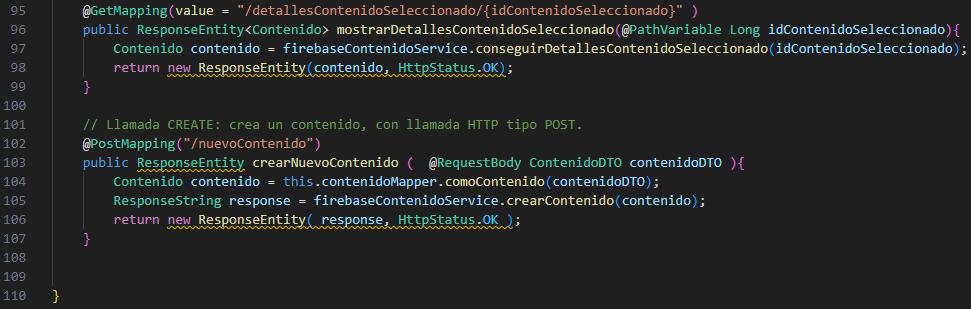 95 @GetMapping(value = "/detallesContenidoSeleccionado/{idContenidoSeleccionado}" )
96 public ResponseEntity<Contenido> mostrarDetallesContenidoSeleccionado(@PathVariable Long idContenidoSeleccionado){
97 Contenido contenido = firebaseContenidoService.conseguirDetallesContenidoSeleccionado(idContenidoSeleccionado);
98 return new ResponseEntity(contenido, HttpStatus.OK);
99 }
100
101 // Llamada CREATE: crea un contenido, con llamada HTTP tipo POST.
102 @PostMapping("/nuevoContenido")
103 public ResponseEntity crearNuevoContenido (  @RequestBody ContenidoDTO contenidoDTO ){
104 Contenido contenido = this.contenidoMapper.comoContenido(contenidoDTO);
105 ResponseString response = firebaseContenidoService.crearContenido(contenido);
106 return new ResponseEntity( response, HttpStatus.OK );
107 }
108
109
110 }